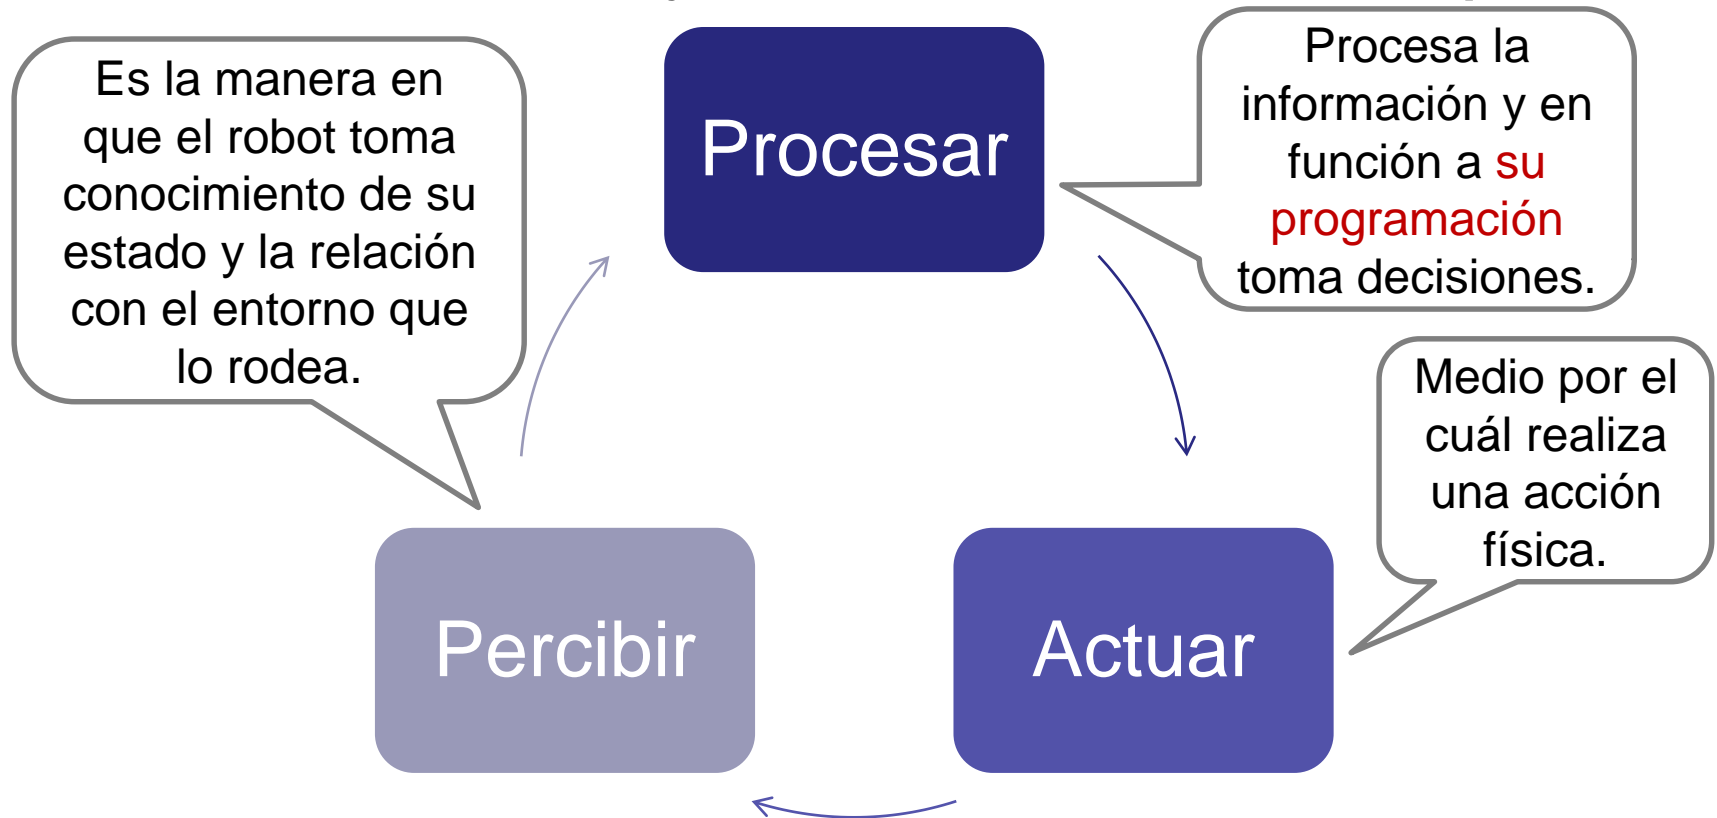 Es la manera en
que el robot toma
conocimiento de su
estado y la relación
con el entorno que
lo rodea.
Procesar
Procesa la
información y en
función a su
programación
toma decisiones.
Medio por el
cuál realiza
una acción
física.
Percibir
Actuar